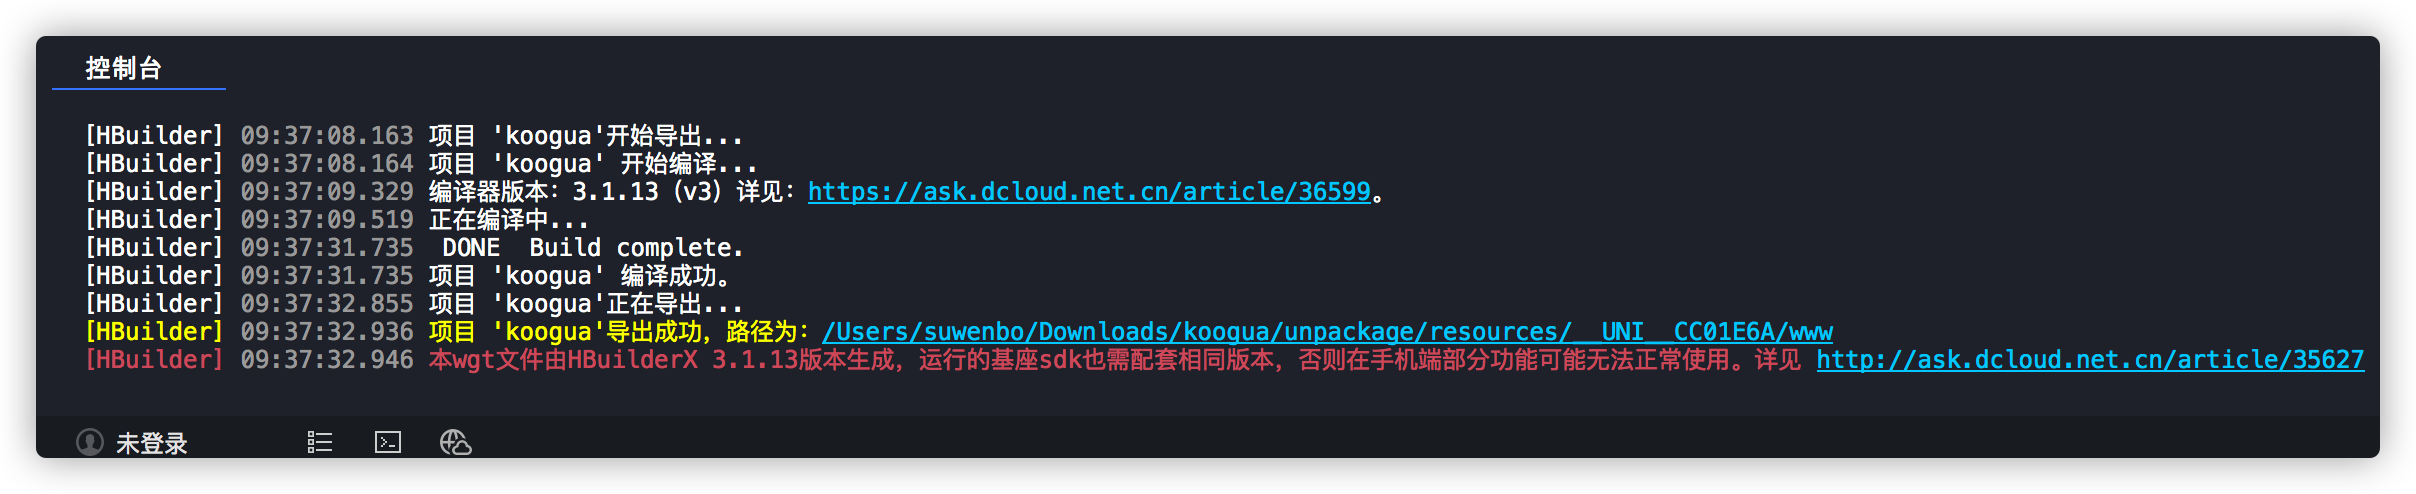 控制台
[HBuilder] 09:37:08.163 项目 'koogua'开始导出...
[HBuilder] 09:37:08.164 项目 'koogua' 开始编译...
[HBuilder] 09:37:09.329 编译器版本：3.1.13（v3）详见：https://ask.dcloud.net.cn/article/36599。
[HBuilder] 09:37:09.519 正在编译中...
[HBuilder] 09:37:31.735  DONE  Build complete.
[HBuilder] 09:37:31.735 项目 'koogua' 编译成功。
[HBuilder] 09:37:32.855 项目 'koogua'正在导出...
[HBuilder] 09:37:32.936 项目 'koogua'导出成功，路径为：/Users/suwenbo/Downloads/koogua/unpackage/resources/__UNI__CC01E6A/www
[HBuilder] 09:37:32.946 本wgt文件由HBuilderX 3.1.13版本生成，运行的基座sdk也需配套相同版本，否则在手机端部分功能可能无法正常使用。详见 http://ask.dcloud.net.cn/article/35627
未登录